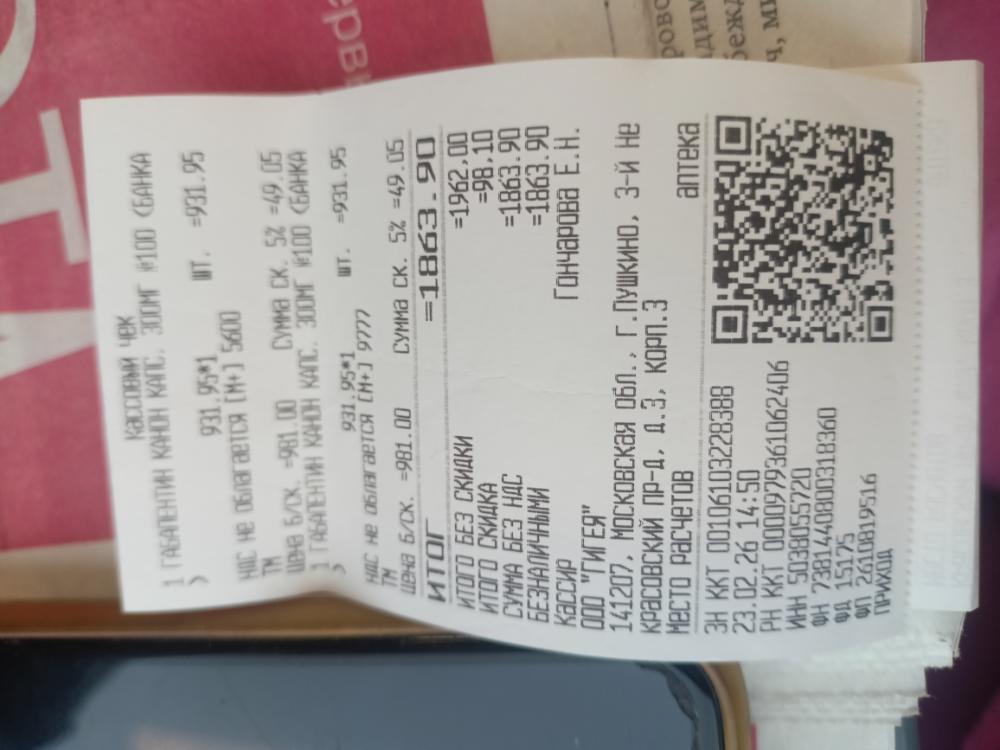 Кассовый чек
1 ГАБАПЕНТИН КАНОН КАПС. 300МГ №100 (БАНКА
)
931.95*1 шт. =931.95
НДС не облагается [М+] 5600
ТМ
Цена б/ск. =981.00 Сумма ск. 5% =49.05
1 ГАБАПЕНТИН КАНОН КАПС. 300МГ №100 (БАНКА
)
931.95*1 шт. =931.95
НДС не облагается [М+] 9777
ТМ
Цена б/ск. =981.00 Сумма ск. 5% =49.05
ИТОГ =1863.90
ИТОГО БЕЗ СКИДКИ =1962.00
ИТОГО СКИДКА =98.10
СУММА БЕЗ НДС =1863.90
БЕЗНАЛИЧНЫМИ =1863.90
Кассир Гончарова Е.Н.
ООО "ГИГЕЯ"
141207, МОСКОВСКАЯ ОБЛ., Г.ПУШКИНО, 3-Й НЕ
КРАСОВСКИЙ ПР-Д, Д.3, КОРП.3
Место расчетов аптека
ЗН ККТ 00106103228388
23.02.26 14:50
РН ККТ 0000979361062406
ИНН 5038055720
ФН 7381440800318360
ФД 15175
ФП 2610819516
ПРИХОД